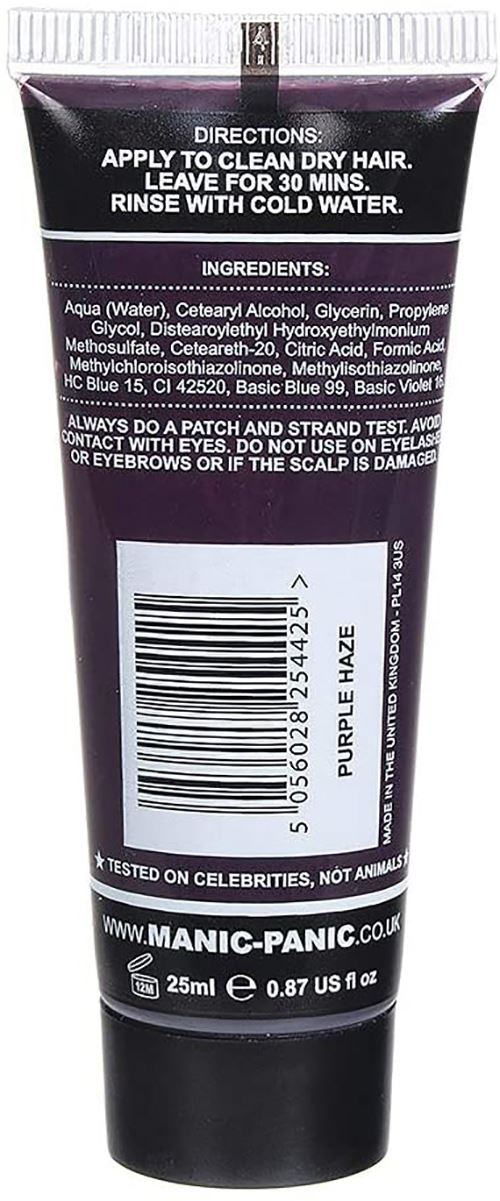 4
DIRECTIONS:
APPLY TO CLEAN DRY HAIR.
LEAVE FOR 30 MINS.
RINSE WITH COLD WATER.
INGREDIENTS:
Aqua (Water), Cetearyl Alcohol, Glycerin, Propylene
Glycol, Distearoylethyl Hydroxyethylmonium
Methosulfate, Ceteareth-20, Citric Acid, Formic Acid,
Methylchloroisothiazolinone, Methylisothiazolinone,
HC Blue 15, CI 42520, Basic Blue 99, Basic Violet 16.
ALWAYS DO A PATCH AND STRAND TEST. AVOID
CONTACT WITH EYES. DO NOT USE ON EYELASHE
OR EYEBROWS OR IF THE SCALP IS DAMAGED.
5 056028 254425 >
PURPLE HAZE
MADE IN THE UNITED KINGDOM - PL14 3US
★ TESTED ON CELEBRITIES, NOT ANIMALS ★
WWW.MANIC-PANIC.CO.UK
12M 25ml ℮ 0.87 US fl oz